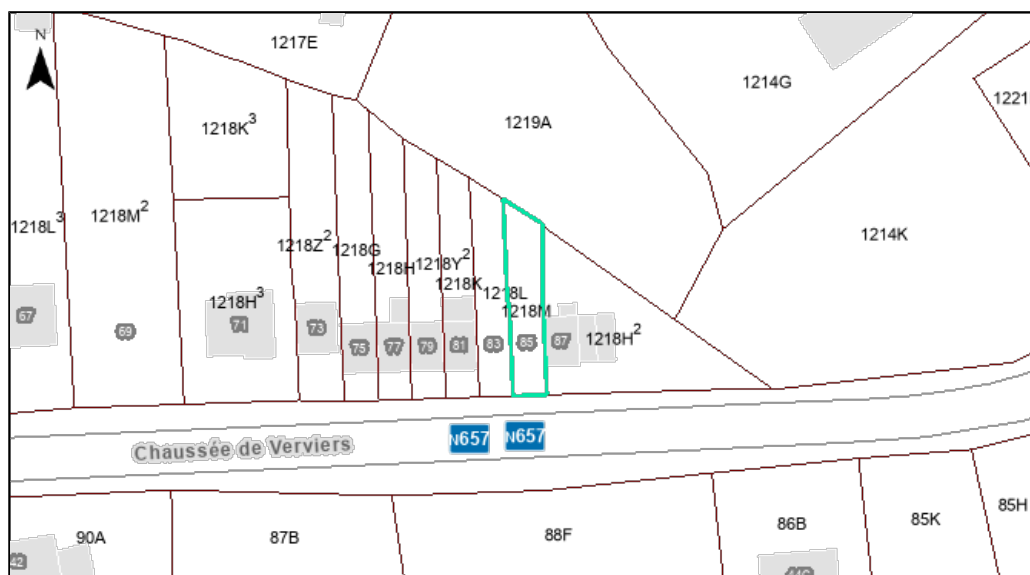 N
1217E
1214G
1221
1219A
1218K³
1218M²
1218L³
1218Z²
1218G
1218H
1218Y²
1218K
1218L
1218M
1214K
1218H³
1218H²
67
69
71
73
75
77
79
81
83
85
87
N657
N657
Chaussée de Verviers
90A
87B
88F
86B
85K
85H
42